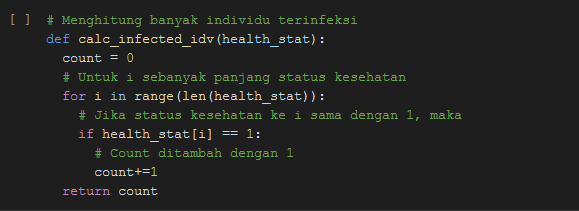 [ ] # Menghitung banyak individu terinfeksi
def calc_infected_idv(health_stat):
  count = 0
  # Untuk i sebanyak panjang status kesehatan
  for i in range(len(health_stat)):
    # Jika status kesehatan ke i sama dengan 1, maka
    if health_stat[i] == 1:
      # Count ditambah dengan 1
      count+=1
  return count